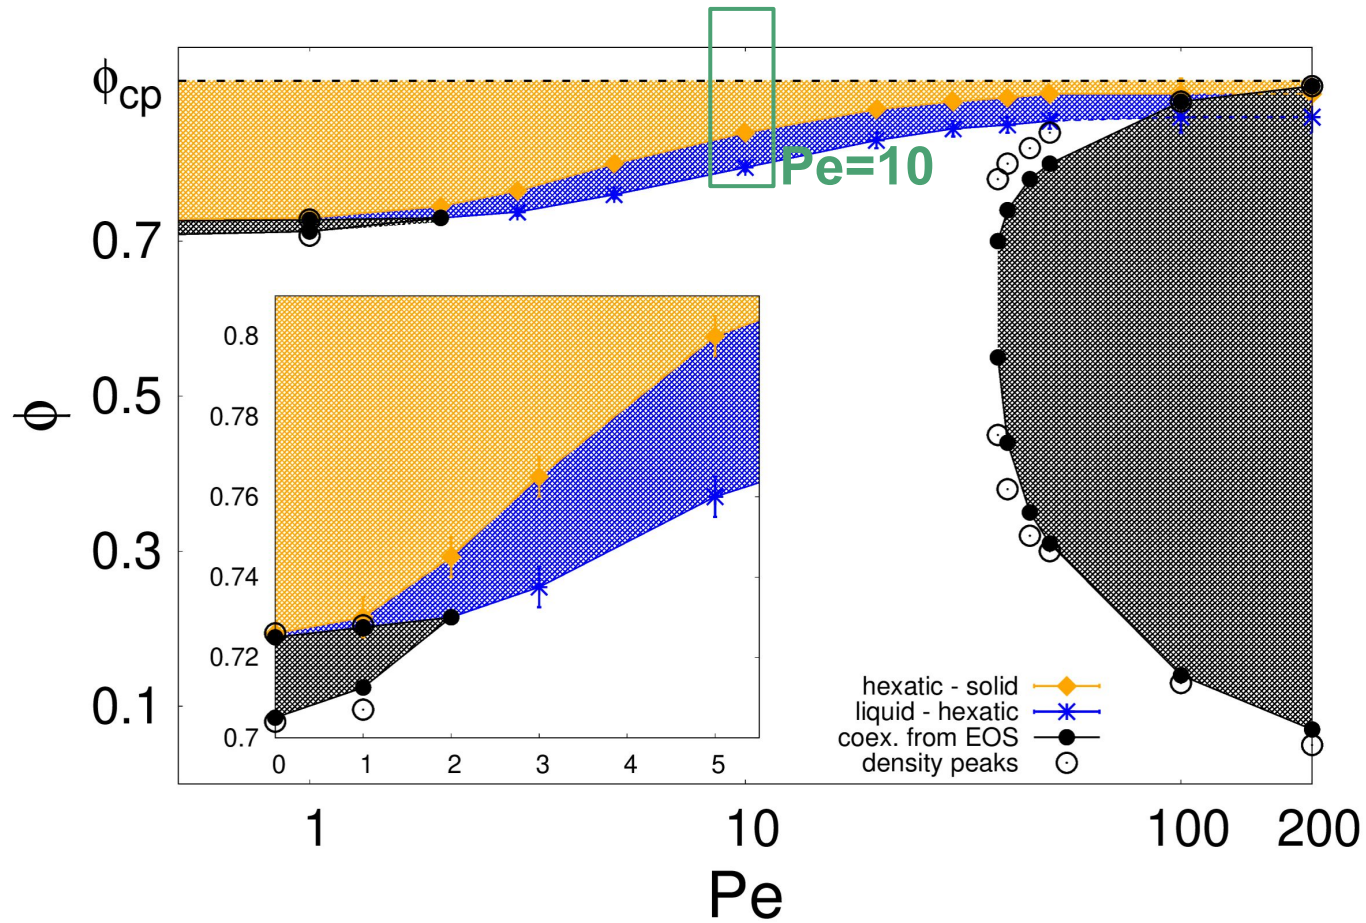 ϕcp
Pe=10
0.7
0.5
0.3
0.1
ϕ
0.8
0.78
0.76
0.74
0.72
0.7
0 1 2 3 4 5
hexatic - solid
liquid - hexatic
coex. from EOS
density peaks
1 10 100 200
Pe